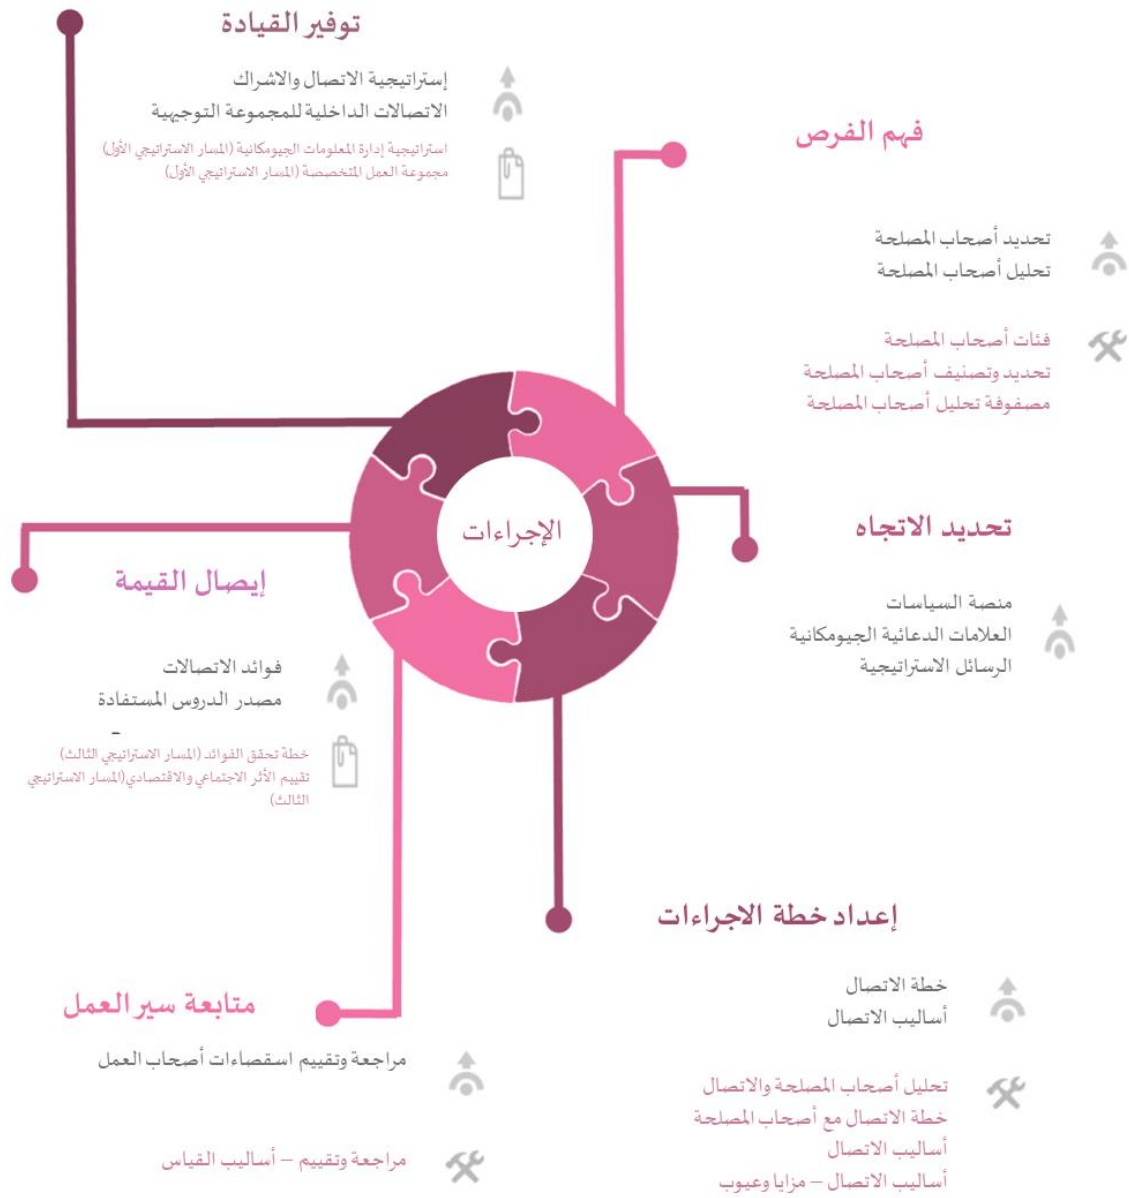 توفير القيادة
إستراتيجية الاتصال والاشراك
الاتصالات الداخلية للمجموعة التوجيهية
استراتيجية إدارة المعلومات الجيومكانية (المسار الاستراتيجي الأول)
مجموعة العمل المتخصصة (المسار الاستراتيجي الأول)
فهم الفرص
تحديد أصحاب المصلحة
تحليل أصحاب المصلحة
فئات أصحاب المصلحة
تحديد وتصنيف أصحاب المصلحة
مصفوفة تحليل أصحاب المصلحة
الإجراءات
تحديد الاتجاه
منصة السياسات
العلامات الدعائية الجيومكانية
الرسائل الاستراتيجية
إيصال القيمة
فوائد الاتصالات
مصدر الدروس المستفادة
–
خطة تحقق الفوائد (المسار الاستراتيجي الثالث)
تقييم الأثر الاجتماعي والاقتصادي(المسار الاستراتيجي
الثالث)
إعداد خطة الاجراءات
خطة الاتصال
أساليب الاتصال
تحليل أصحاب المصلحة والاتصال
خطة الاتصال مع أصحاب المصلحة
أساليب الاتصال
أساليب الاتصال – مزايا وعيوب
متابعة سير العمل
مراجعة وتقييم اسقصاءات أصحاب العمل
مراجعة وتقييم – أساليب القياس